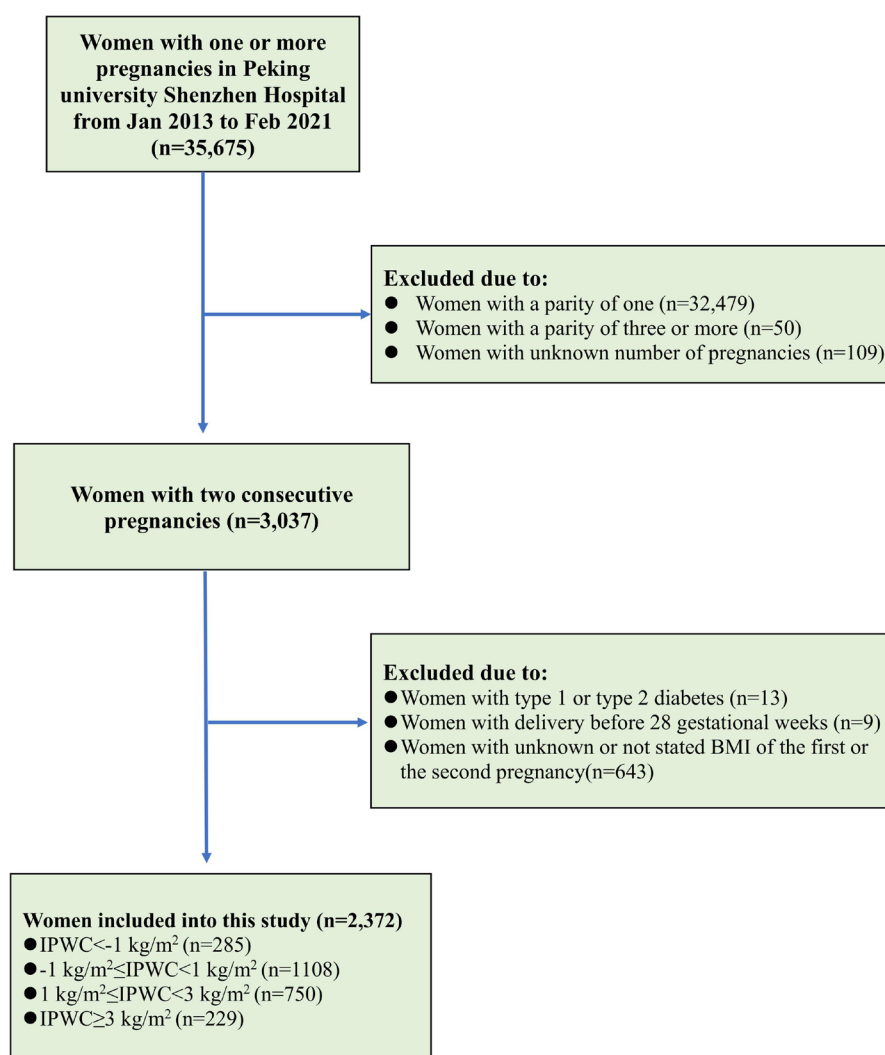 Women with one or more
pregnancies in Peking
university Shenzhen Hospital
from Jan 2013 to Feb 2021
(n=35,675)
Excluded due to:
● Women with a parity of one (n=32,479)
● Women with a parity of three or more (n=50)
● Women with unknown number of pregnancies (n=109)
Women with two consecutive
pregnancies (n=3,037)
Excluded due to:
●Women with type 1 or type 2 diabetes (n=13)
●Women with delivery before 28 gestational weeks (n=9)
●Women with unknown or not stated BMI of the first or
the second pregnancy(n=643)
Women included into this study (n=2,372)
●IPWC<-1 kg/m² (n=285)
●-1 kg/m²≤IPWC<1 kg/m² (n=1108)
●1 kg/m²≤IPWC<3 kg/m² (n=750)
●IPWC≥3 kg/m² (n=229)